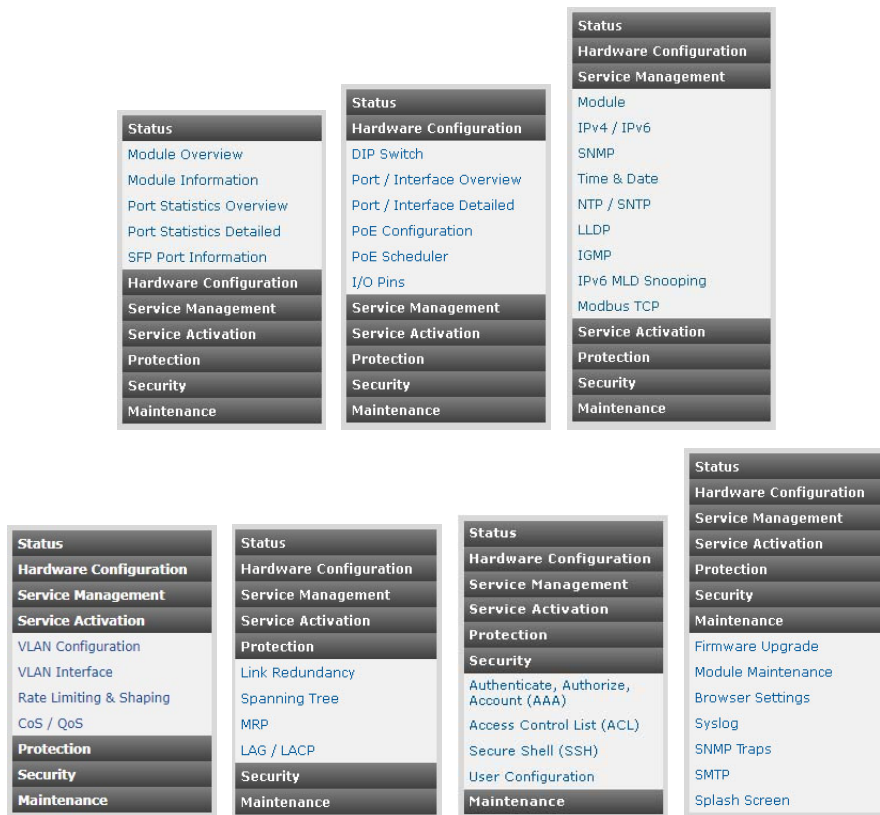 Status
Module Overview
Module Information
Port Statistics Overview
Port Statistics Detailed
SFP Port Information
Hardware Configuration
Service Management
Service Activation
Protection
Security
Maintenance
Status
Hardware Configuration
DIP Switch
Port / Interface Overview
Port / Interface Detailed
PoE Configuration
PoE Scheduler
I/O Pins
Service Management
Service Activation
Protection
Security
Maintenance
Status
Hardware Configuration
Service Management
Module
IPv4 / IPv6
SNMP
Time & Date
NTP / SNTP
LLDP
IGMP
IPv6 MLD Snooping
Modbus TCP
Service Activation
Protection
Security
Maintenance
Status
Hardware Configuration
Service Management
Service Activation
VLAN Configuration
VLAN Interface
Rate Limiting & Shaping
CoS / QoS
Protection
Security
Maintenance
Status
Hardware Configuration
Service Management
Service Activation
Protection
Link Redundancy
Spanning Tree
MRP
LAG / LACP
Security
Maintenance
Status
Hardware Configuration
Service Management
Service Activation
Protection
Security
Authenticate, Authorize,
Account (AAA)
Access Control List (ACL)
Secure Shell (SSH)
User Configuration
Maintenance
Status
Hardware Configuration
Service Management
Service Activation
Protection
Security
Maintenance
Firmware Upgrade
Module Maintenance
Browser Settings
Syslog
SNMP Traps
SMTP
Splash Screen